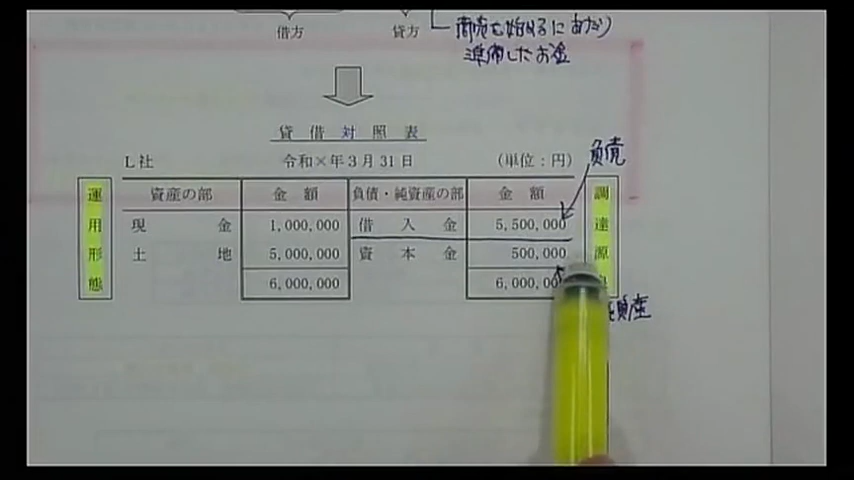 借方
貸方
商売を始めるにあたり
準備したお金
貸借対照表
L社
令和×年3月31日
(単位:円)
負債
運用形態
資産の部 金額 負債・純資産の部 金額
現金 1,000,000 借入金 5,500,000
土地 5,000,000 資本金 500,000
6,000,000
調達源
資産